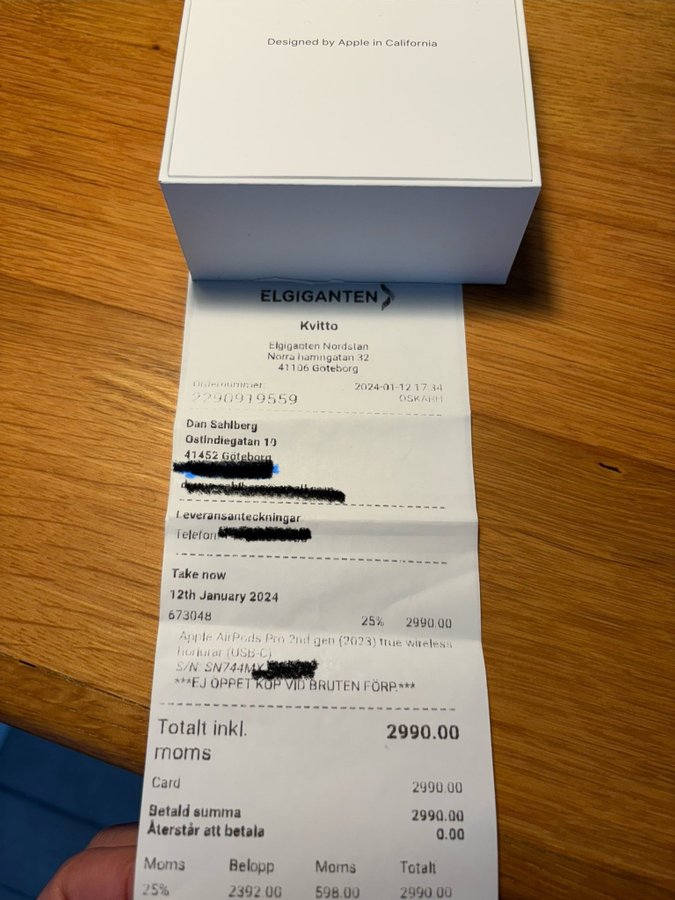 Designed by Apple in California
ELGIGANTEN
Kvitto
Elgiganten Nordstan
Norra hamngatan 32
41106 Göteborg
Ordernummer: 2024-01-12 17:34
2290919559 OSKARH
Dan Sahlberg
Ostindiegatan 10
41452 Göteborg
Leveransanteckningar
Telefon
Take now
12th January 2024
673048 25% 2990.00
Apple AirPods Pro 2nd gen (2023) true wireless
hörlurar (USB-C)
S/N: SN744MX
***EJ ÖPPET KÖP VID BRUTEN FÖRP.***
Totalt inkl. 2990.00
moms
Card 2990.00
Betald summa 2990.00
Återstår att betala 0.00
Moms Belopp Moms Totalt
25% 2392.00 598.00 2990.00